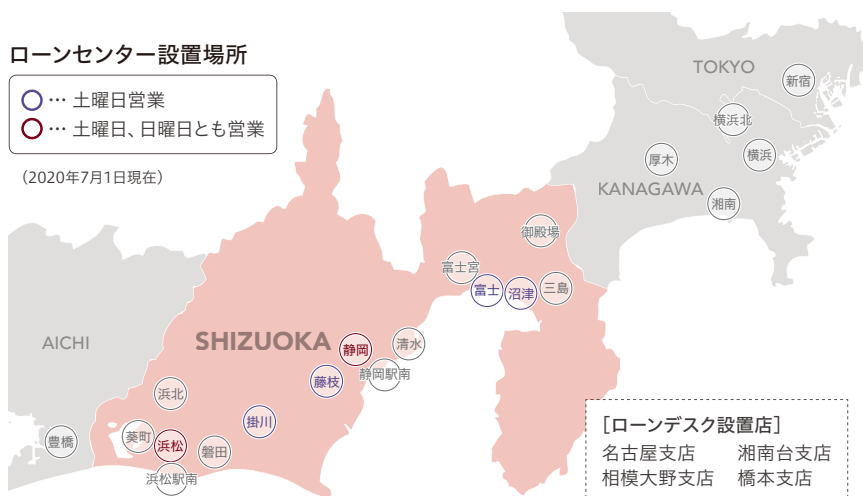 ローンセンター設置場所
○… 土曜日営業
○… 土曜日、日曜日とも営業
(2020年7月1日現在)
TOKYO
新宿
横浜北
横浜
厚木
KANAGAWA
湘南
御殿場
富士宮
富士
沼津
三島
AICHI
SHIZUOKA
静岡
清水
静岡駅南
藤枝
浜北
掛川
豊橋
葵町
浜松
磐田
浜松駅南
[ローンデスク設置店]
名古屋支店 湘南台支店
相模大野支店 橋本支店